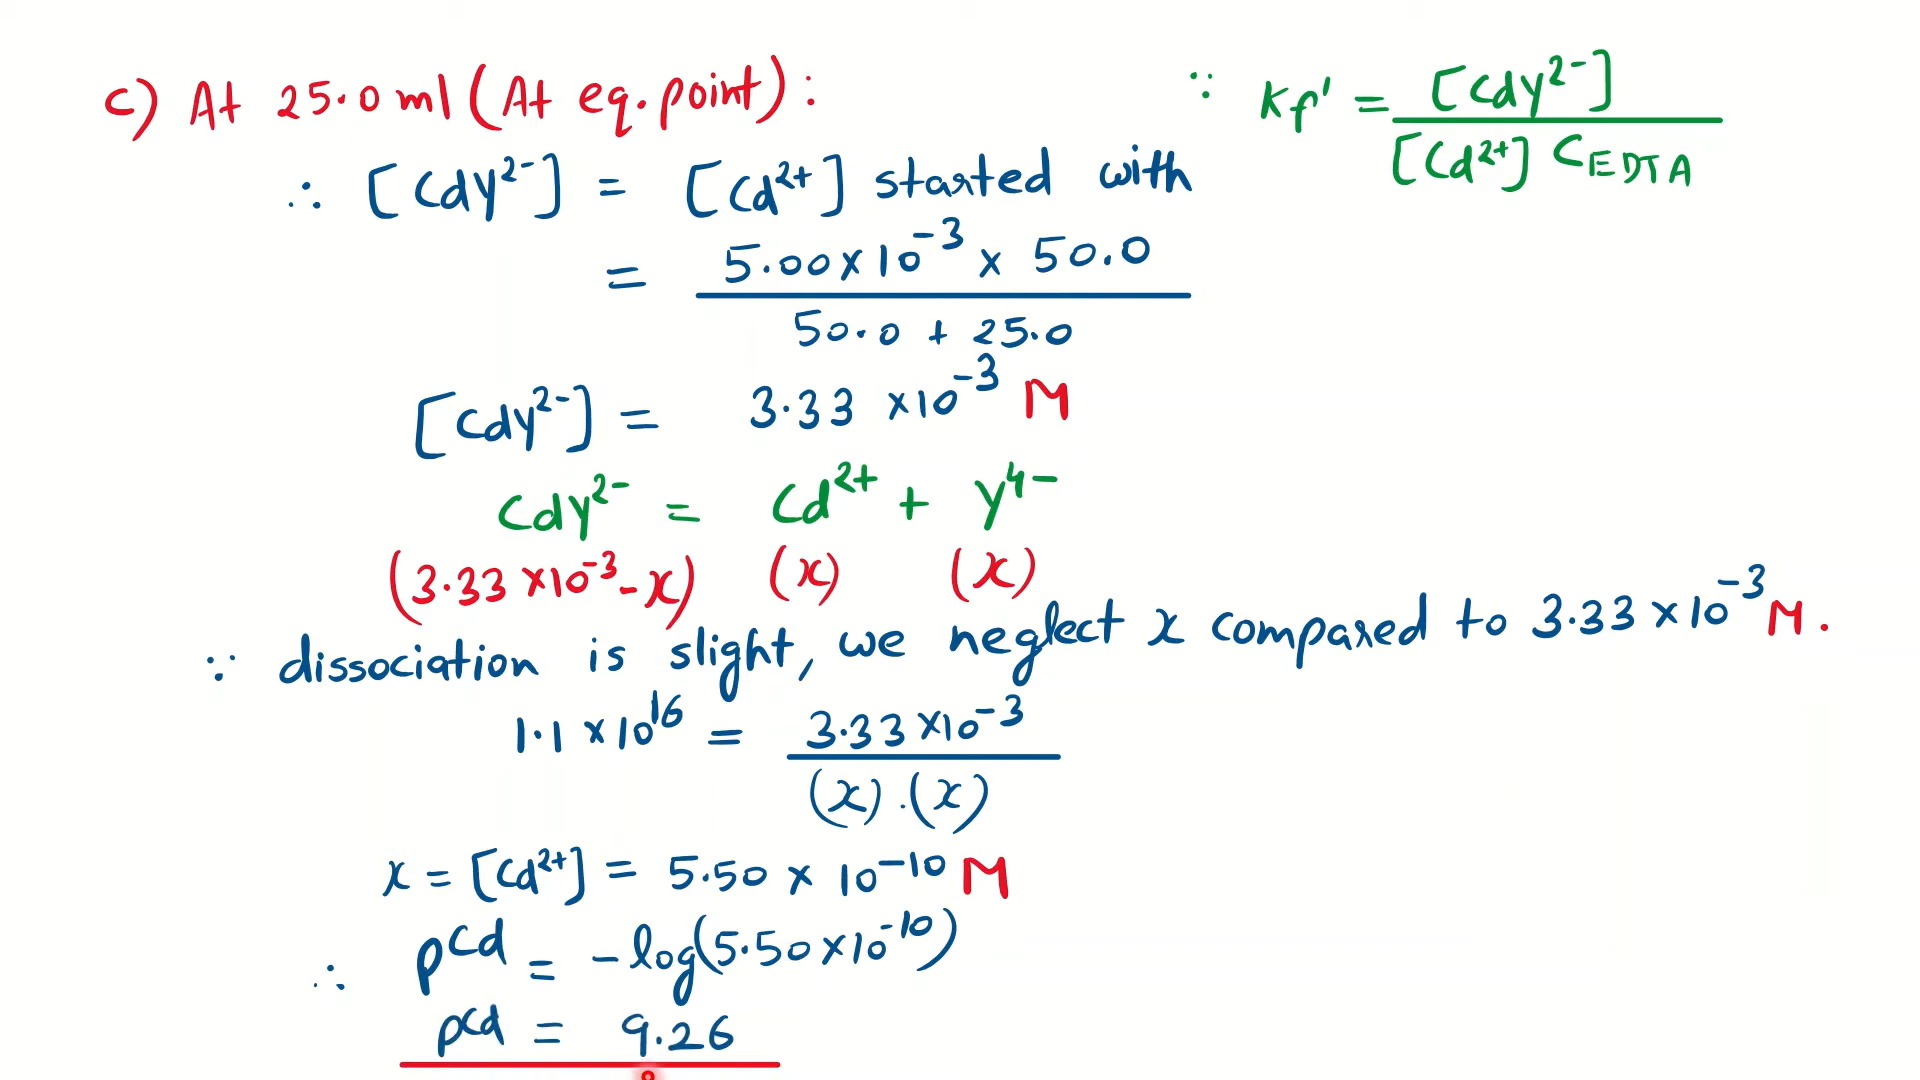 c) At 25.0 ml (At eq. point) :
∵ Kf' = [Cdy²⁻] / [Cd²⁺] CEDTA
∴ [CdY²⁻] = [Cd²⁺] started with
= 5.00 × 10⁻³ × 50.0 / 50.0 + 25.0
[Cdy²⁻] = 3.33 × 10⁻³ M
Cdy²⁻ = Cd²⁺ + y⁴⁻
(3.33 × 10⁻³ - x) (x) (x)
∵ dissociation is slight, we neglect x compared to 3.33 × 10⁻³ M.
1.1 × 10¹⁶ = 3.33 × 10⁻³ / (x) . (x)
x = [Cd²⁺] = 5.50 × 10⁻¹⁰ M
∴ pCd = - log(5.50 × 10⁻¹⁰)
pCd = 9.26